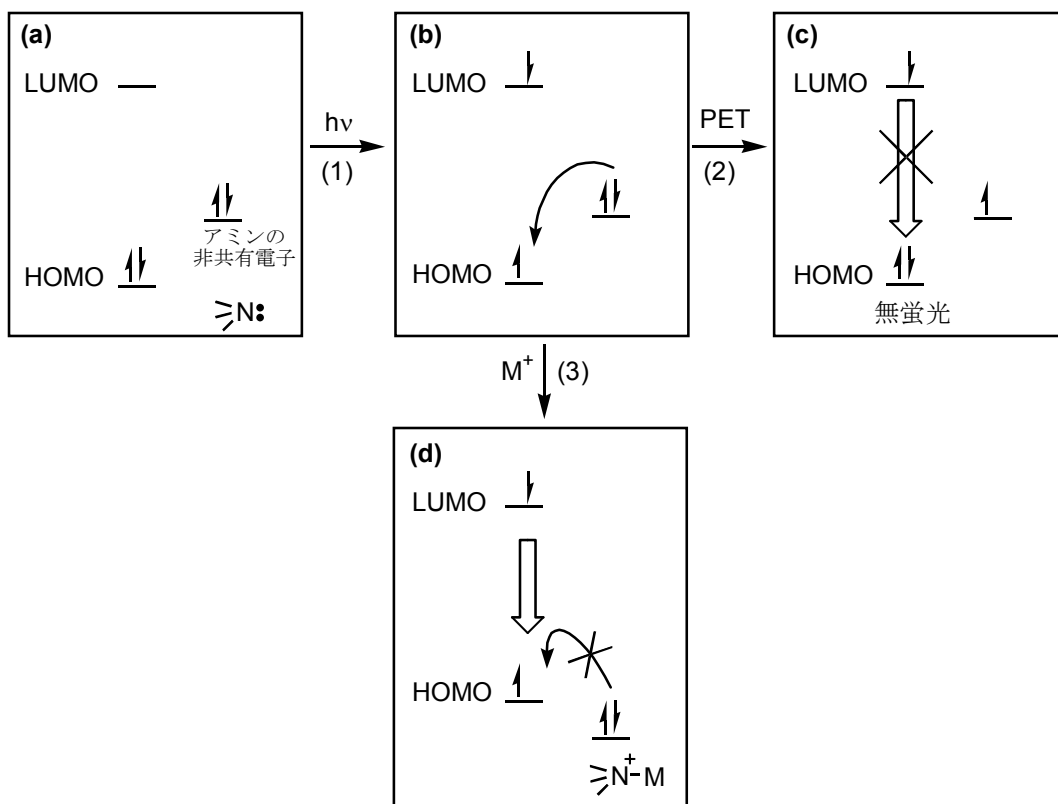 (a)
LUMO
アミンの
非共有電子
HOMO
N:
hν
(1)
(b)
LUMO
HOMO
PET
(2)
(c)
LUMO
HOMO
無蛍光
M+ (3)
(d)
LUMO
HOMO
N+-M